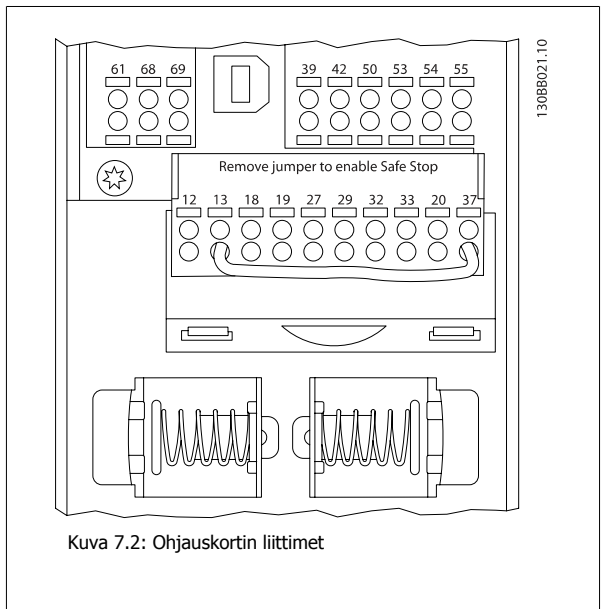 61 68 69
39 42 50 53 54 55
130BB021.10
Remove jumper to enable Safe Stop
12 13 18 19 27 29 32 33 20 37
Kuva 7.2: Ohjauskortin liittimet